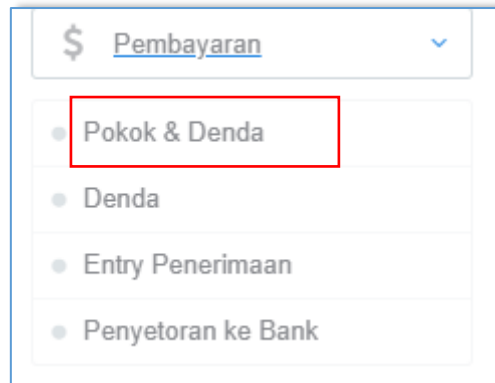 $ Pembayaran
Pokok & Denda
Denda
Entry Penerimaan
Penyetoran ke Bank